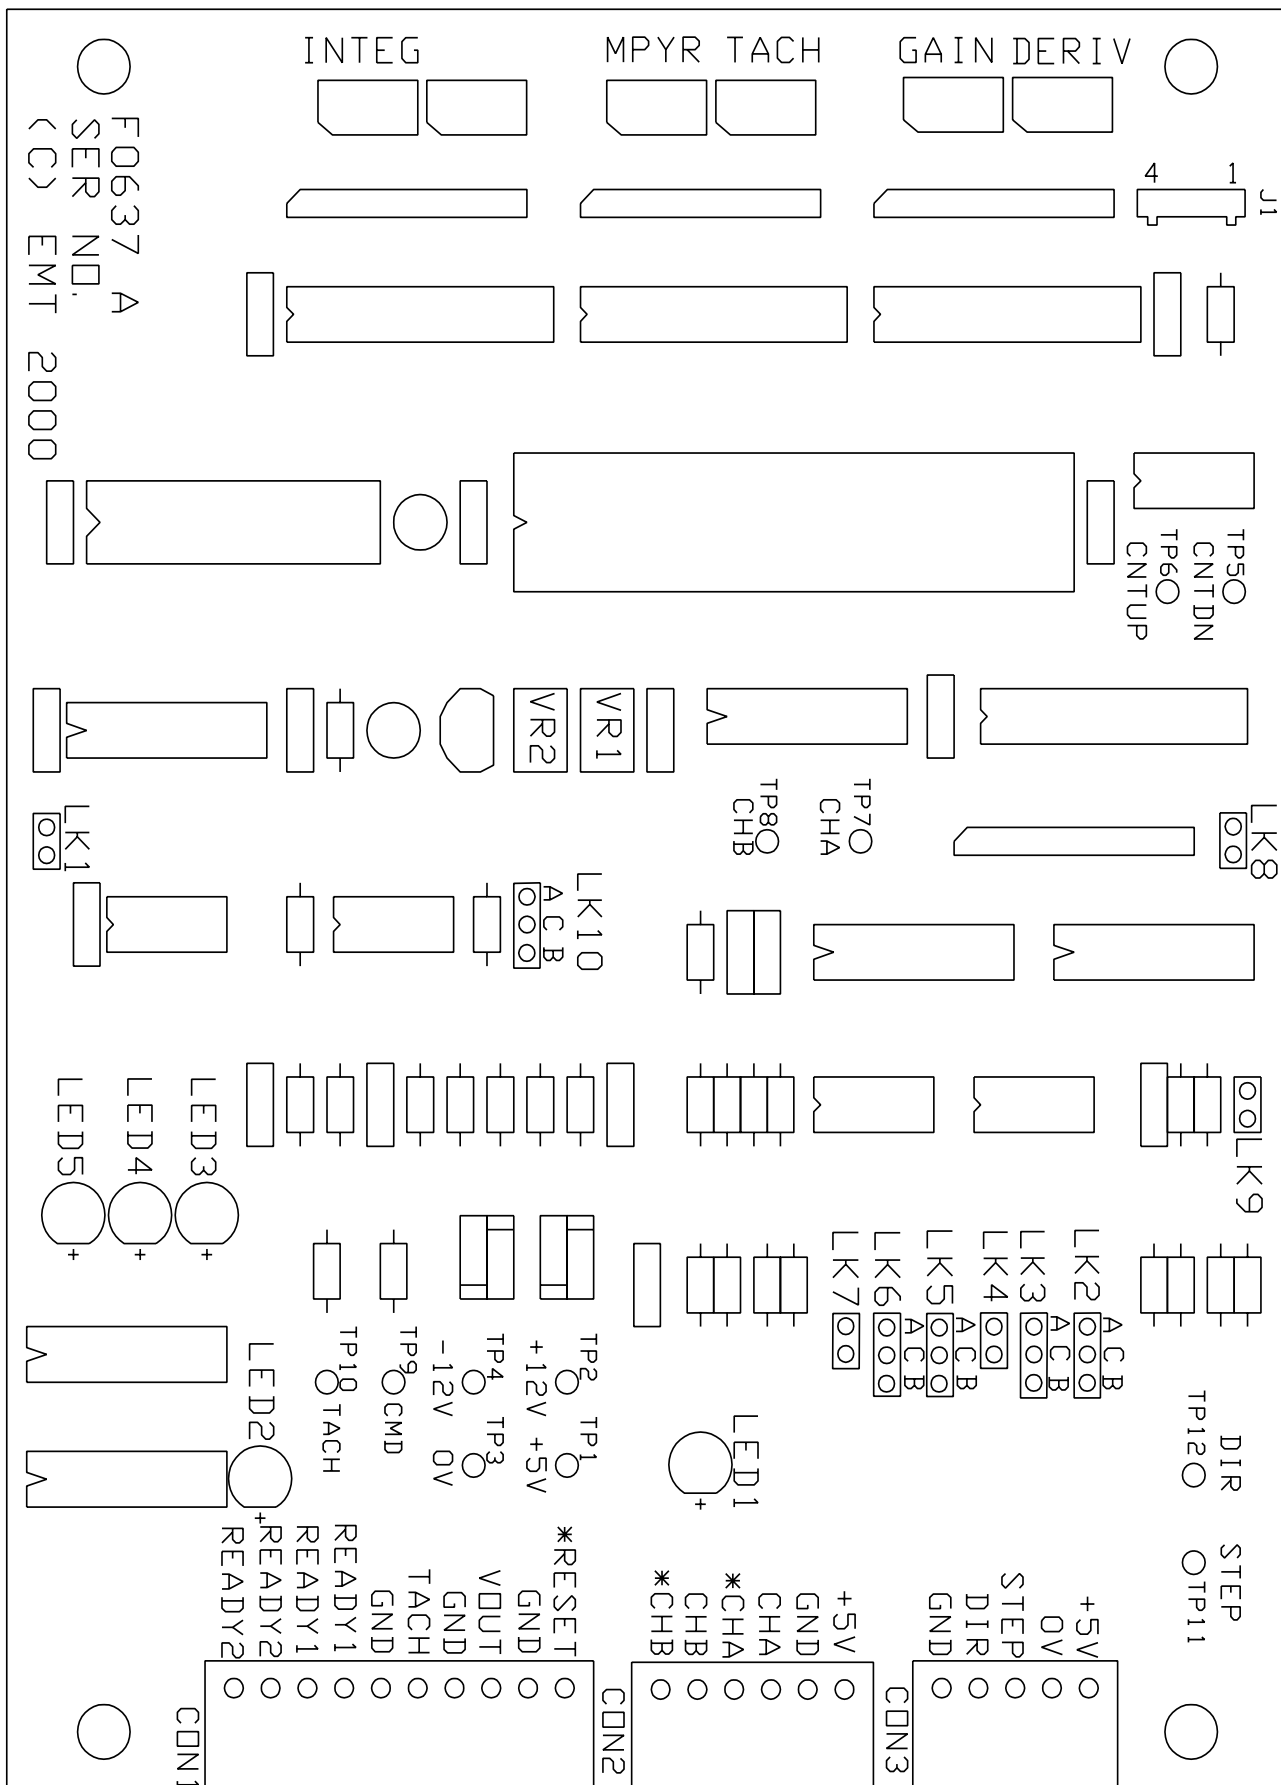 INTEG
MPYR TACH
GAIN DERIV
F0637 A
SER NO.
(C) EMT 2000
4
1
J1
TP5
CNTDN
TP6
CNTUP
VR2
VR1
TP8
CHB
TP7
CHA
LK1
LK8
LK10
A C B
LED5
LED4
LED3
+
+
+
LK9
LK7
LK6
A C B
LK5
A C B
LK4
LK3
A C B
LK2
A C B
LED2
+
TP10
TACH
TP9
CMD
TP4
-12V
TP3
0V
TP2
+12V
TP1
+5V
LED1
+
TP12
DIR
STEP
TP11
READY2
READY2
READY1
READY1
GND
TACH
GND
VOUT
GND
*RESET
*CHB
CHB
*CHA
CHA
GND
+5V
GND
DIR
STEP
0V
+5V
CON1
CON2
CON3